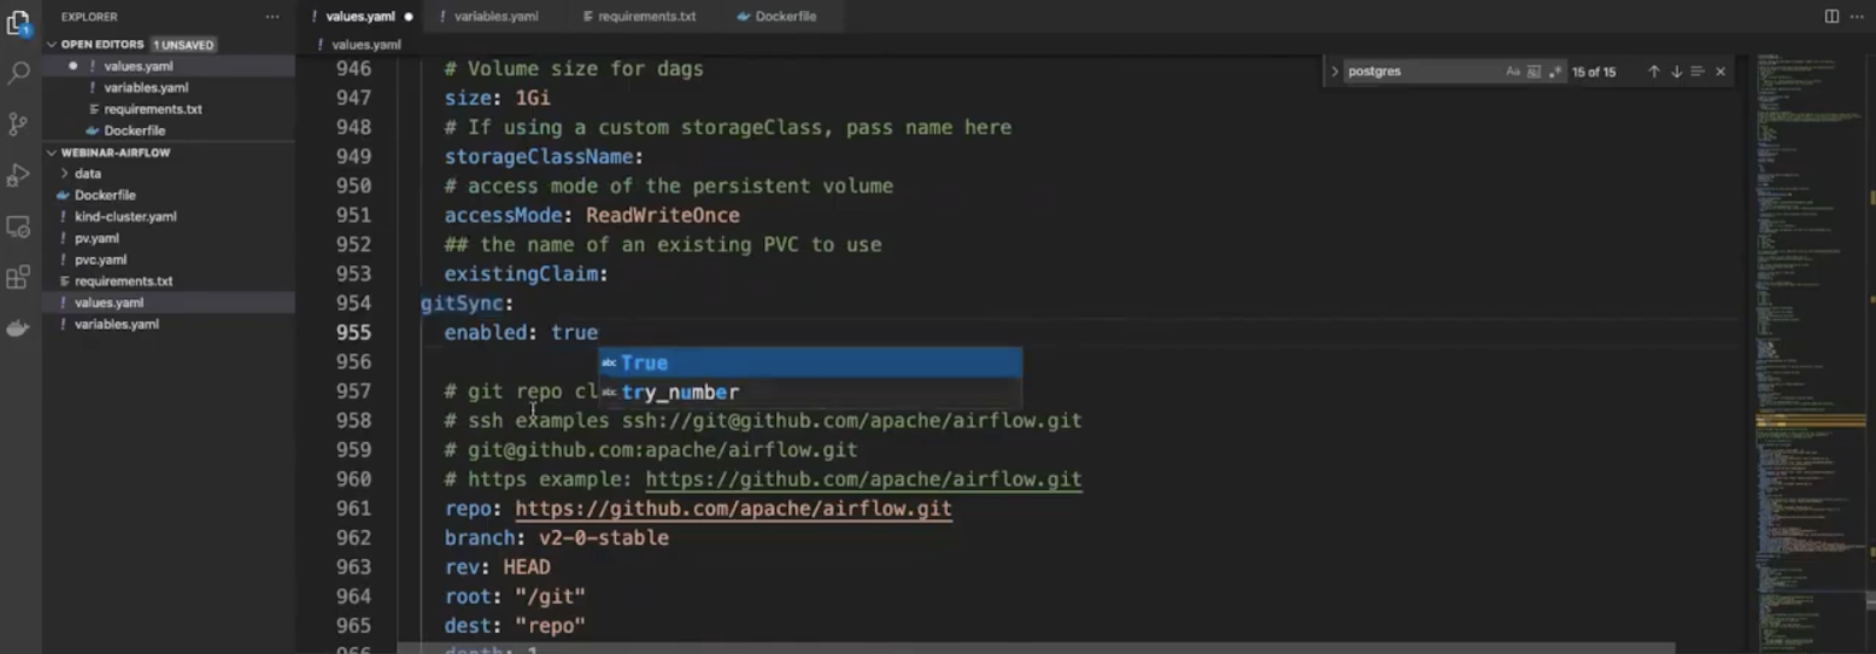 EXPLORER
OPEN EDITORS 1 UNSAVED
! values.yaml
! variables.yaml
requirements.txt
Dockerfile
WEBINAR-AIRFLOW
data
Dockerfile
! kind-cluster.yaml
! pv.yaml
! pvc.yaml
requirements.txt
! values.yaml
! variables.yaml
1
! values.yaml ! variables.yaml requirements.txt Dockerfile
! values.yaml
postgres Aa ab .* 15 of 15
946 # Volume size for dags
947 size: 1Gi
948 # If using a custom storageClass, pass name here
949 storageClassName:
950 # access mode of the persistent volume
951 accessMode: ReadWriteOnce
952 ## the name of an existing PVC to use
953 existingClaim:
954 gitSync:
955 enabled: true
956
abc True
abc try_number
957 # git repo cl
958 # ssh examples ssh://git@github.com/apache/airflow.git
959 # git@github.com:apache/airflow.git
960 # https example: https://github.com/apache/airflow.git
961 repo: https://github.com/apache/airflow.git
962 branch: v2-0-stable
963 rev: HEAD
964 root: "/git"
965 dest: "repo"
966 depth: 1